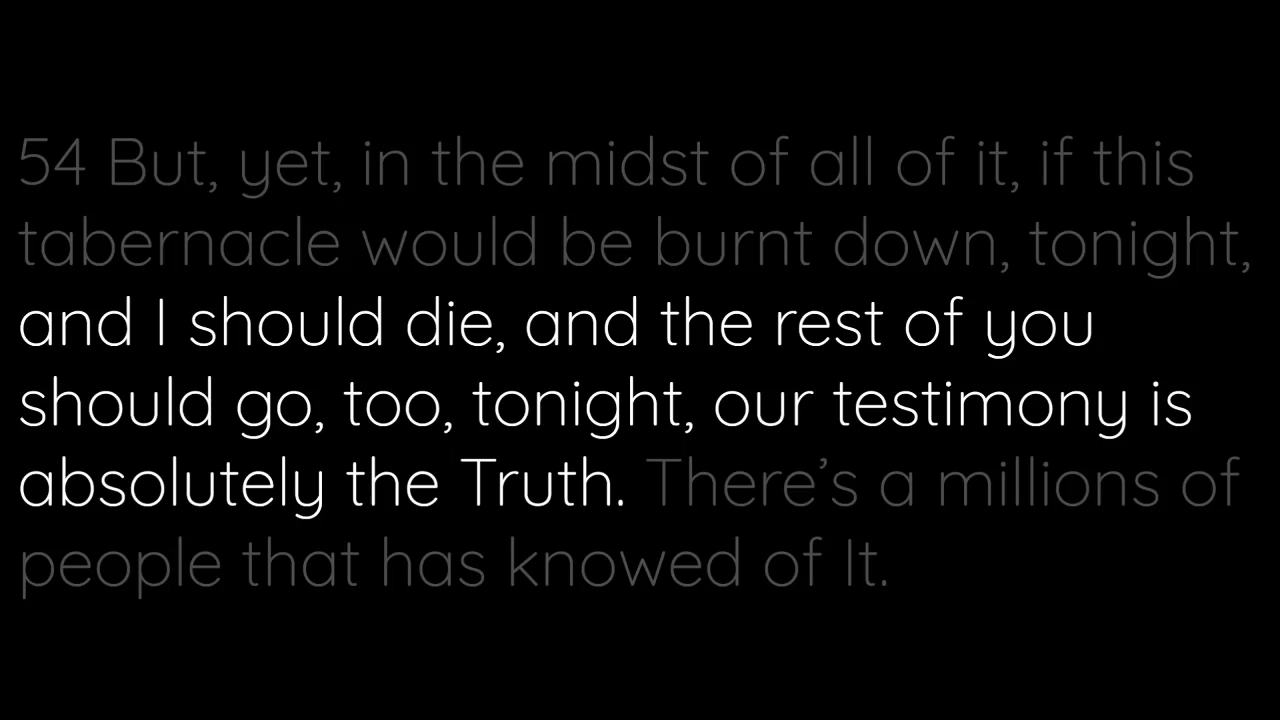 54 But, yet, in the midst of all of it, if this
tabernacle would be burnt down, tonight,
and I should die, and the rest of you
should go, too, tonight, our testimony is
absolutely the Truth. There’s a millions of
people that has knowed of It.